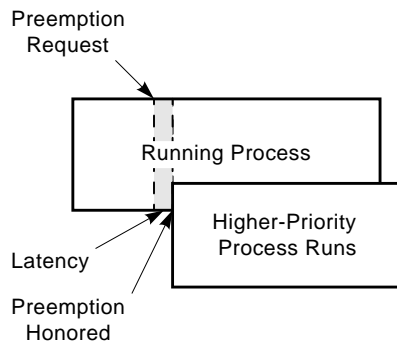 Preemption
Request
Running Process
Higher-Priority
Process Runs
Latency
Preemption
Honored